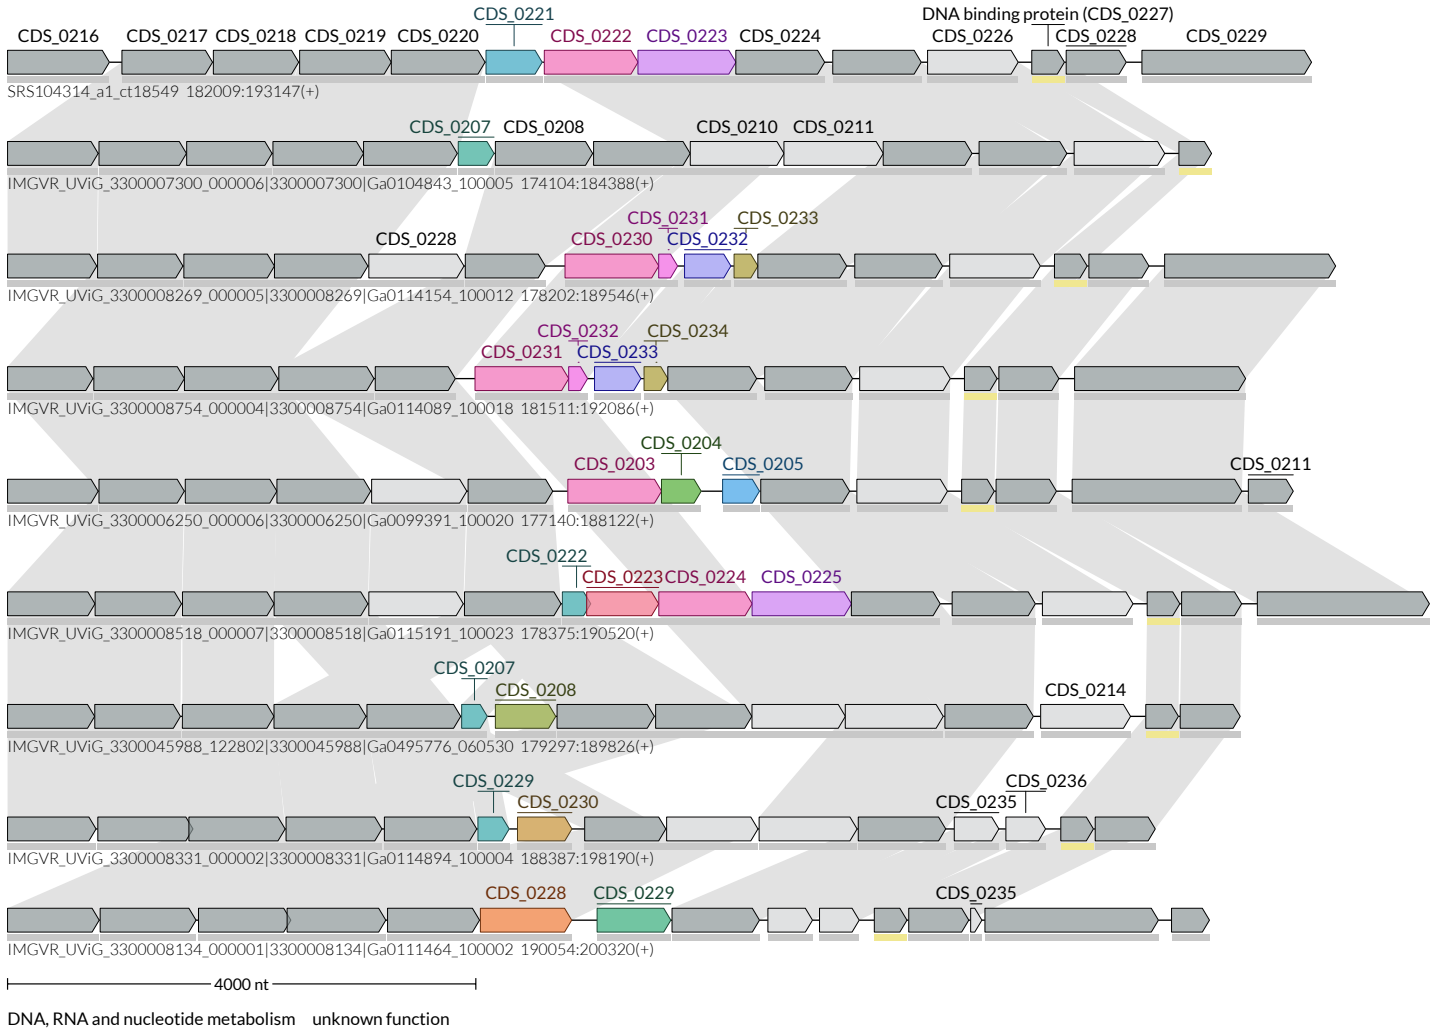 CDS_0221 DNA binding protein (CDS_0227)
CDS_0216 CDS_0217 CDS_0218 CDS_0219 CDS_0220 CDS_0222 CDS_0223 CDS_0224 CDS_0226 CDS_0228 CDS_0229
SRS104314_a1_ct18549 182009:193147(+)
CDS_0207 CDS_0208 CDS_0210 CDS_0211
IMGVR_UViG_3300007300_000006|3300007300|Ga0104843_100005 174104:184388(+)
CDS_0231 CDS_0233
CDS_0228 CDS_0230 CDS_0232
IMGVR_UViG_3300008269_000005|3300008269|Ga0114154_100012 178202:189546(+)
CDS_0232 CDS_0234
CDS_0231 CDS_0233
IMGVR_UViG_3300008754_000004|3300008754|Ga0114089_100018 181511:192086(+)
CDS_0204
CDS_0203 CDS_0205 CDS_0211
IMGVR_UViG_3300006250_000006|3300006250|Ga0099391_100020 177140:188122(+)
CDS_0222
CDS_0223 CDS_0224 CDS_0225
IMGVR_UViG_3300008518_000007|3300008518|Ga0115191_100023 178375:190520(+)
CDS_0207
CDS_0208 CDS_0214
IMGVR_UViG_3300045988_122802|3300045988|Ga0495776_060530 179297:189826(+)
CDS_0229 CDS_0236
CDS_0230 CDS_0235
IMGVR_UViG_3300008331_000002|3300008331|Ga0114894_100004 188387:198190(+)
CDS_0228 CDS_0229 CDS_0235
IMGVR_UViG_3300008134_000001|3300008134|Ga0111464_100002 190054:200320(+)
4000 nt
DNA, RNA and nucleotide metabolism unknown function